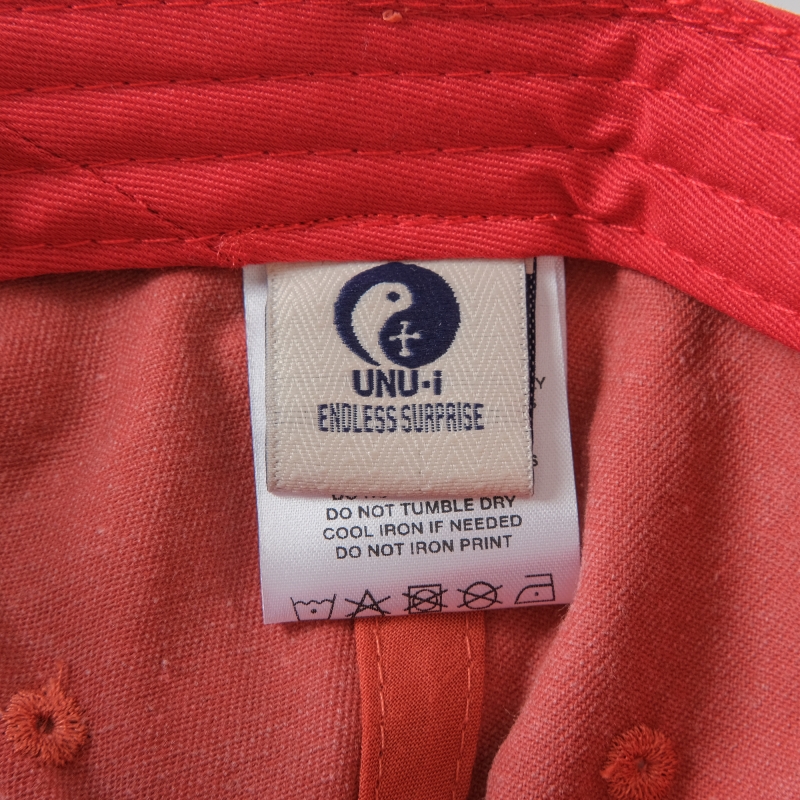 UNU·i
ENDLESS SURPRISE
Y
S
DO NOT TUMBLE DRY
COOL IRON IF NEEDED
DO NOT IRON PRINT